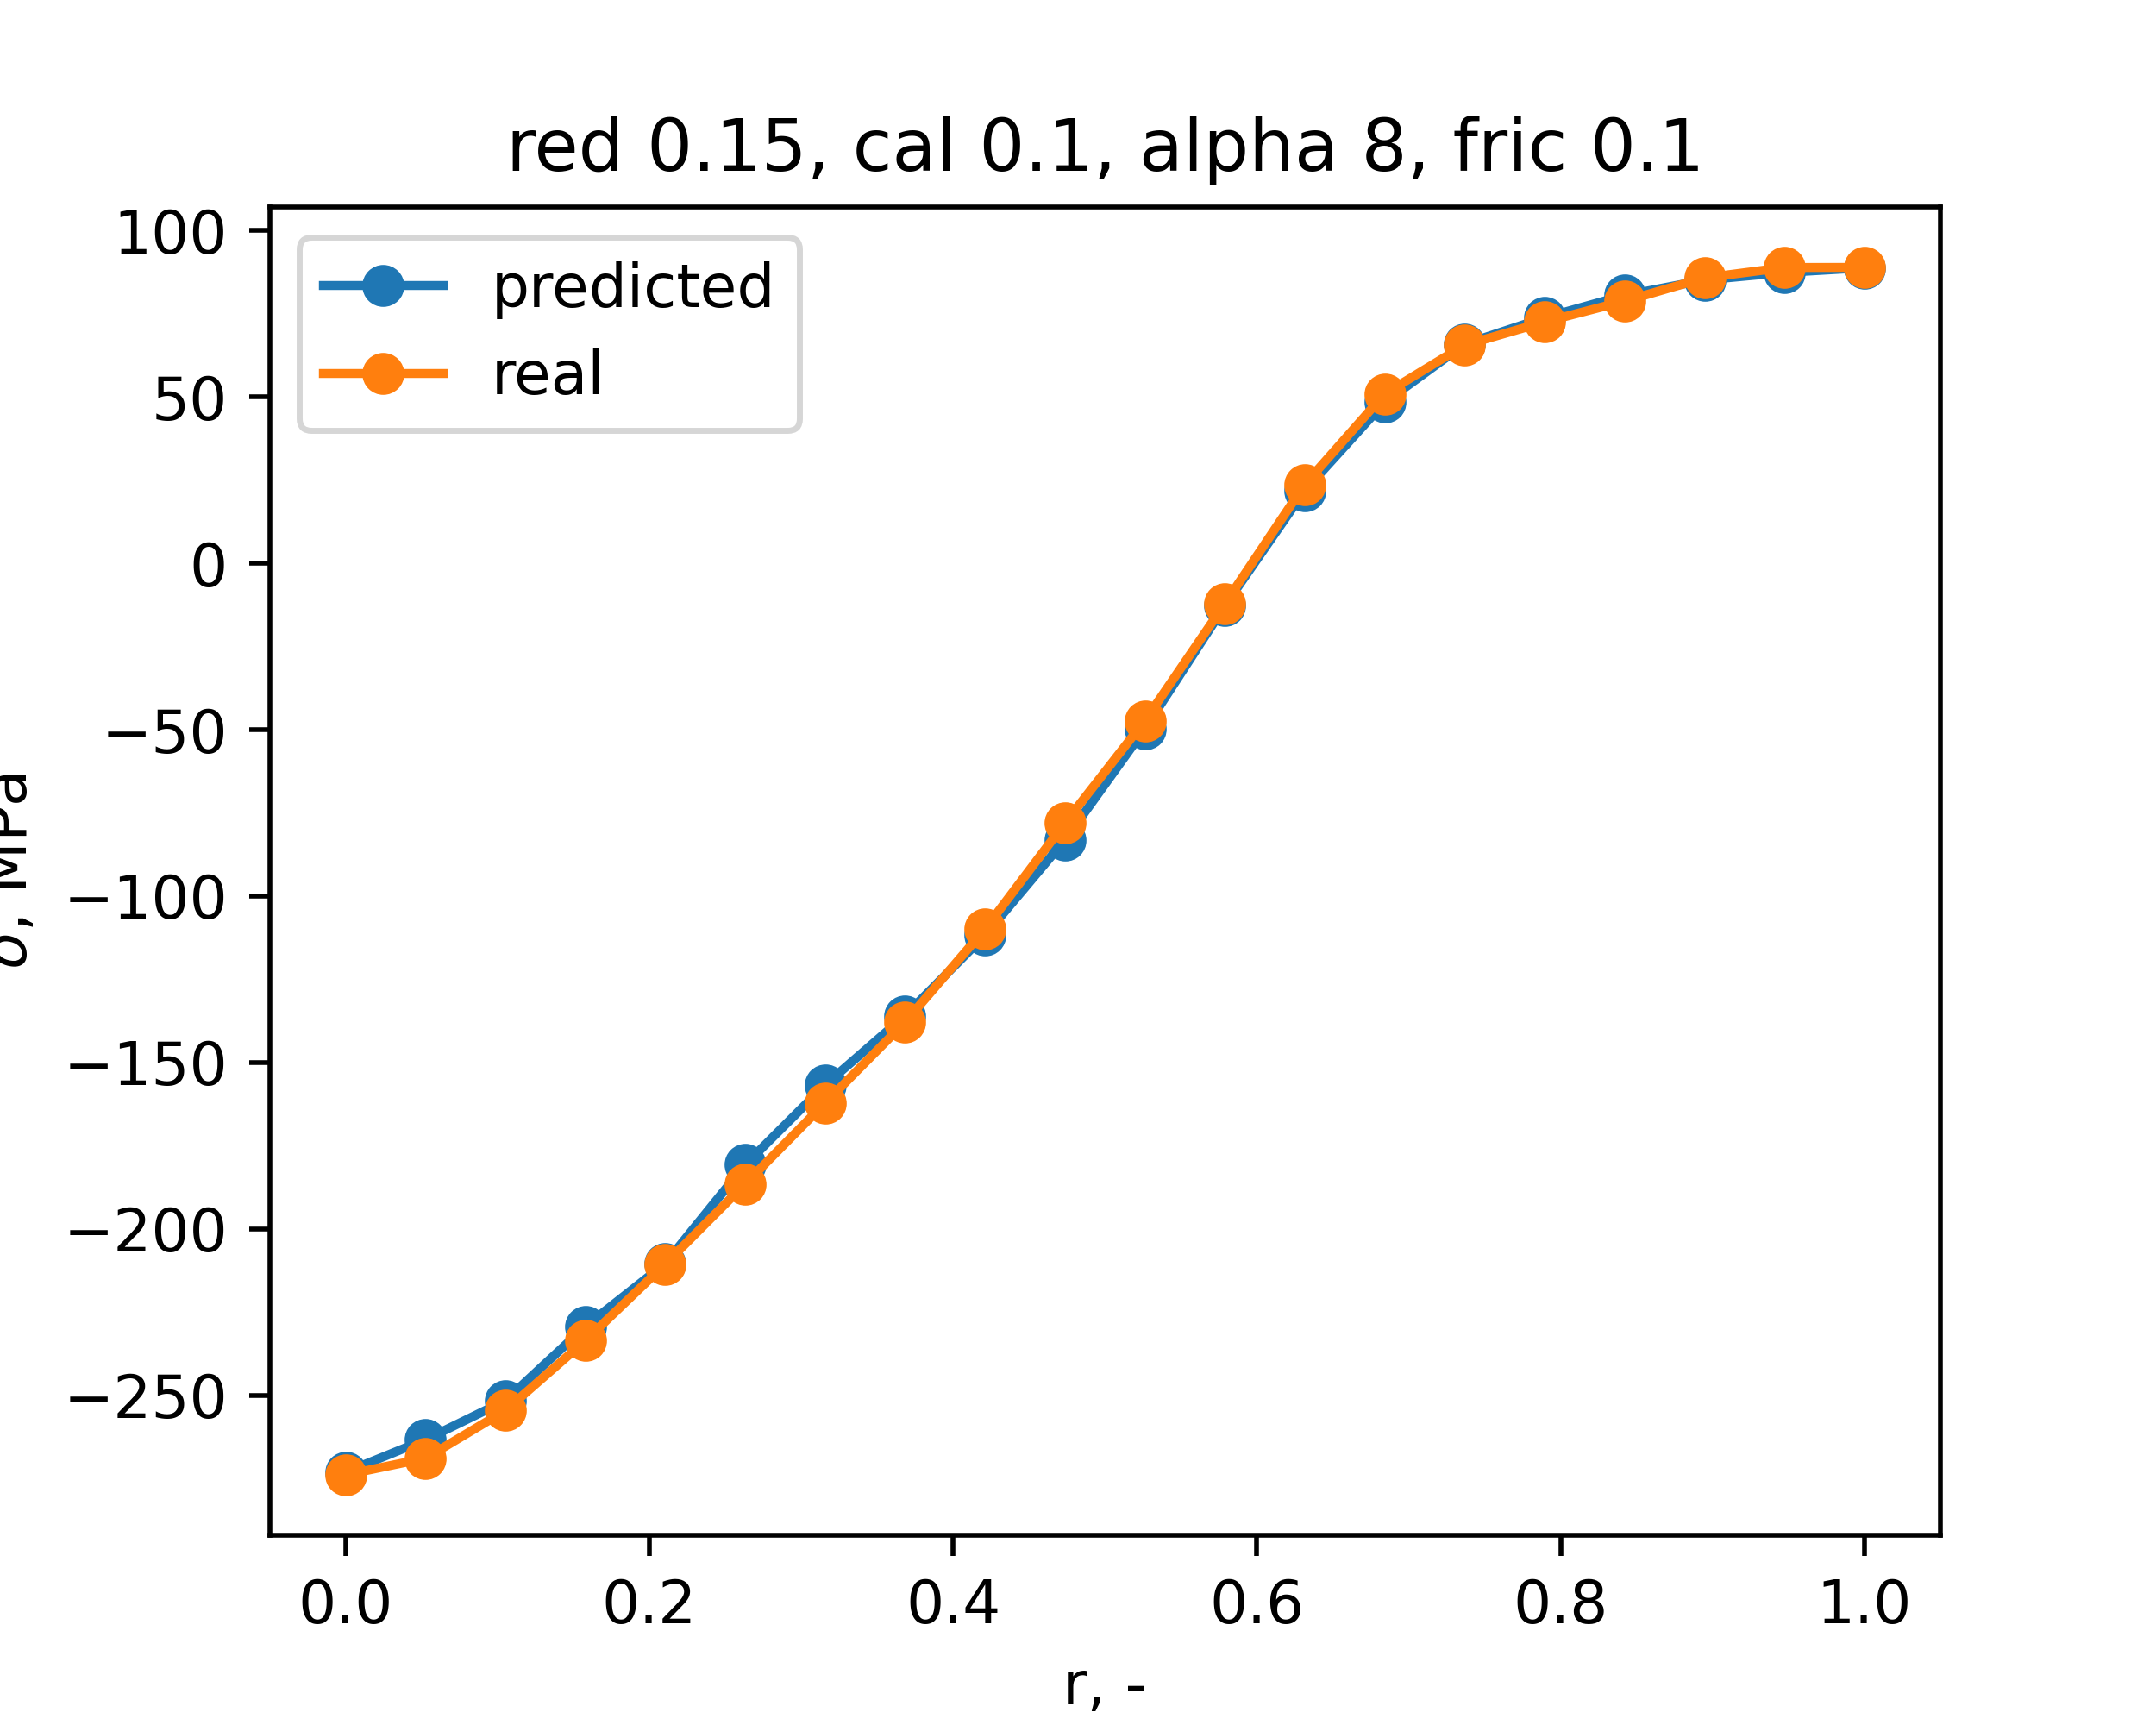 red 0.15, cal 0.1, alpha 8, fric 0.1
predicted
real
100
50
0
−50
−100
−150
−200
−250
σ, MPa
0.0 0.2 0.4 0.6 0.8 1.0
r, -